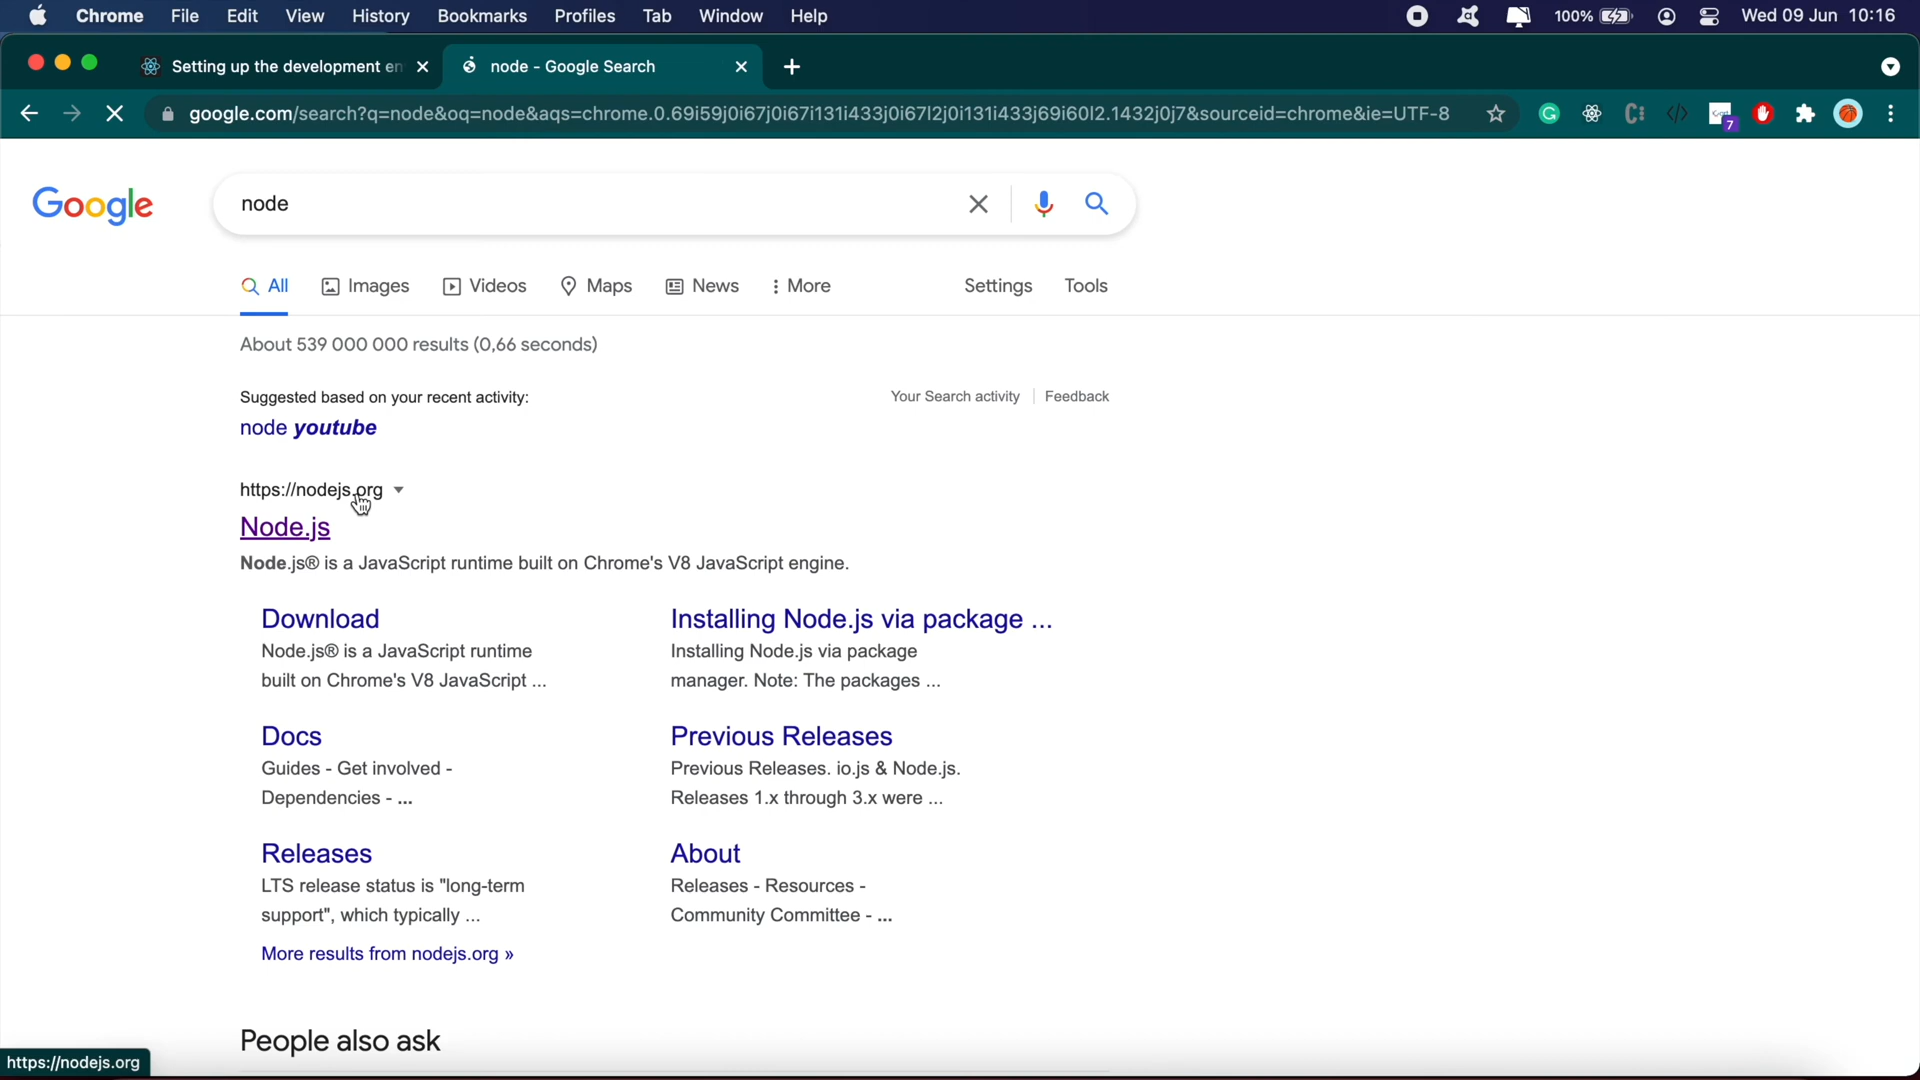 Chrome File Edit View History Bookmarks Profiles Tab Window Help 100% Wed 09 Jun 10:16
Setting up the development en node - Google Search
google.com/search?q=node&oq=node&aqs=chrome.0.69i59j0i67j0i67i131i433j0i67l2j0i131i433j69i60l2.1432j0j7&sourceid=chrome&ie=UTF-8 7
Google node
All Images Videos Maps News More Settings Tools
About 539 000 000 results (0,66 seconds)
Suggested based on your recent activity: Your Search activity Feedback
node youtube
https://nodejs.org
Node.js
Node.js® is a JavaScript runtime built on Chrome's V8 JavaScript engine.
Download
Node.js® is a JavaScript runtime
built on Chrome's V8 JavaScript ...
Installing Node.js via package ...
Installing Node.js via package
manager. Note: The packages ...
Docs
Guides - Get involved -
Dependencies - ...
Previous Releases
Previous Releases. io.js & Node.js.
Releases 1.x through 3.x were ...
Releases
LTS release status is "long-term
support", which typically ...
About
Releases - Resources -
Community Committee - ...
More results from nodejs.org »
People also ask
https://nodejs.org